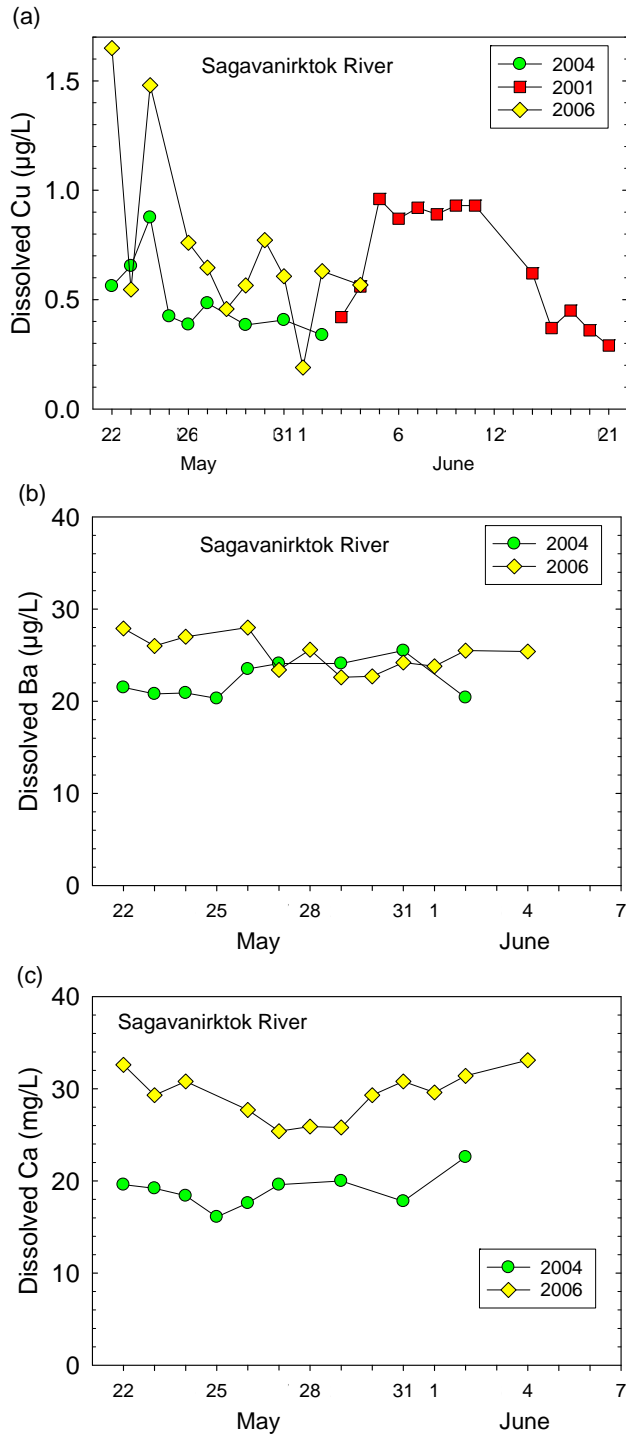 (a)
Sagavanirktok River
2004
2001
2006
Dissolved Cu (µg/L)
1.5
1.0
0.5
0.0
22 26 31 1 6 12 21
May June
(b)
Sagavanirktok River
2004
2006
Dissolved Ba (µg/L)
40
30
20
10
0
22 25 28 31 1 4 7
May June
(c)
Sagavanirktok River
2004
2006
Dissolved Ca (mg/L)
40
30
20
10
0
22 25 28 31 1 4 7
May June